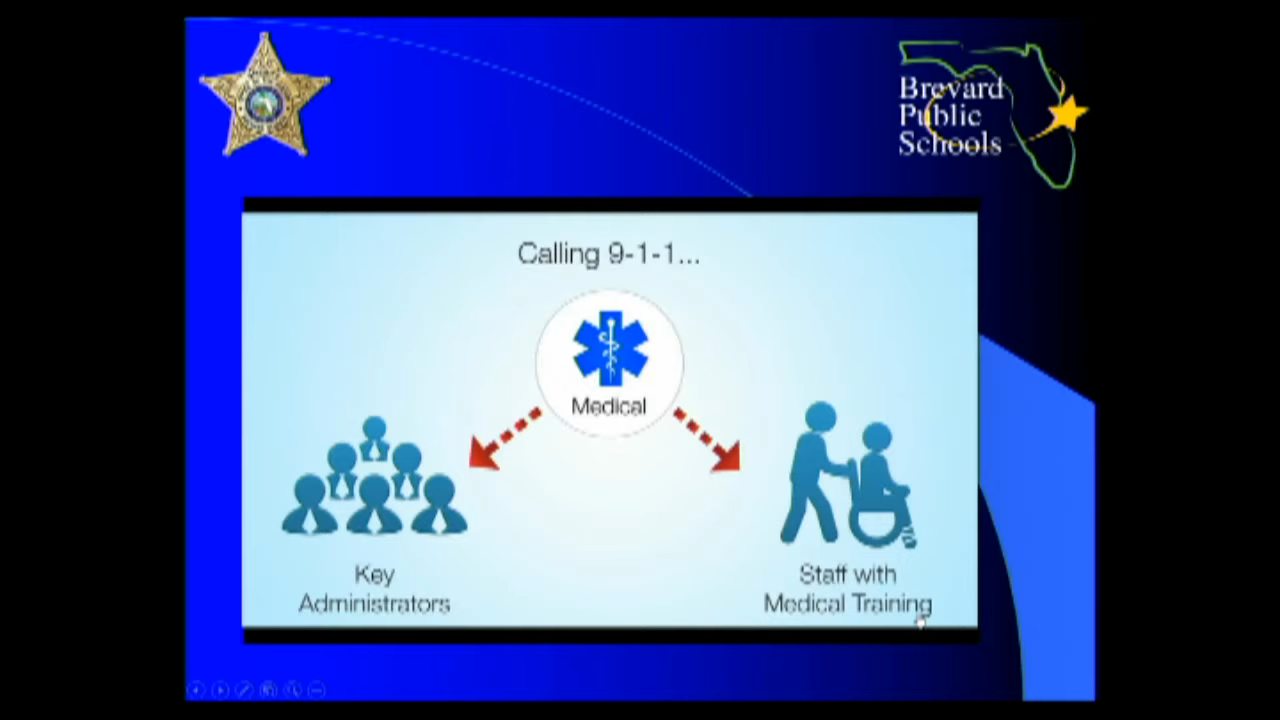 Brevard
Public
Schools
Calling 9-1-1...
Medical
Key
Administrators
Staff with
Medical Training